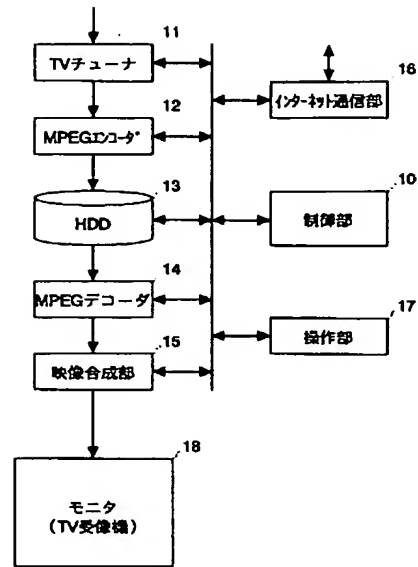 11
TVチューナ
16
インターネット通信部
12
MPEGエンコーダ
13
HDD
10
制御部
14
MPEGデコーダ
17
操作部
15
映像合成部
18
モニタ
(TV受像機)